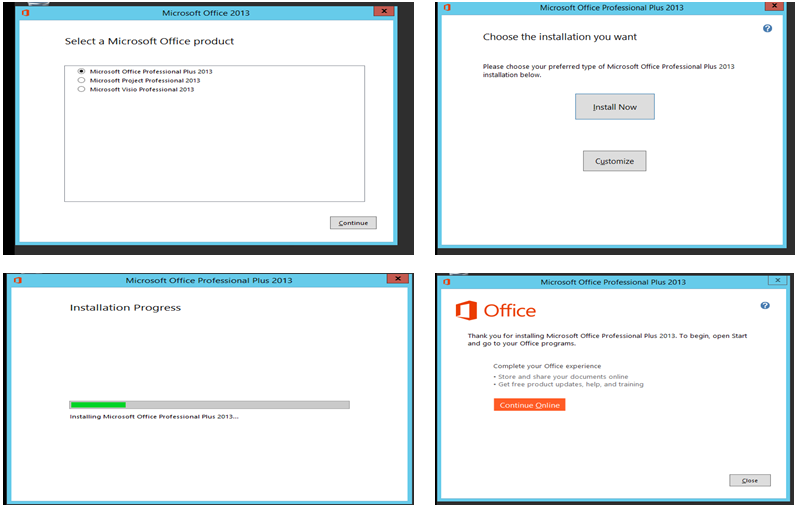 Microsoft Office 2013
Select a Microsoft Office product
Microsoft Office Professional Plus 2013
Microsoft Project Professional 2013
Microsoft Visio Professional 2013
Continue
Microsoft Office Professional Plus 2013
Choose the installation you want
Please choose your preferred type of Microsoft Office Professional Plus 2013
installation below.
Install Now
Customize
Microsoft Office Professional Plus 2013
Installation Progress
Installing Microsoft Office Professional Plus 2013...
Microsoft Office Professional Plus 2013
Office
Thank you for installing Microsoft Office Professional Plus 2013. To begin, open Start
and go to your Office programs.
Complete your Office experience
• Store and share your documents online
• Get free product updates, help, and training
Continue Online
Close